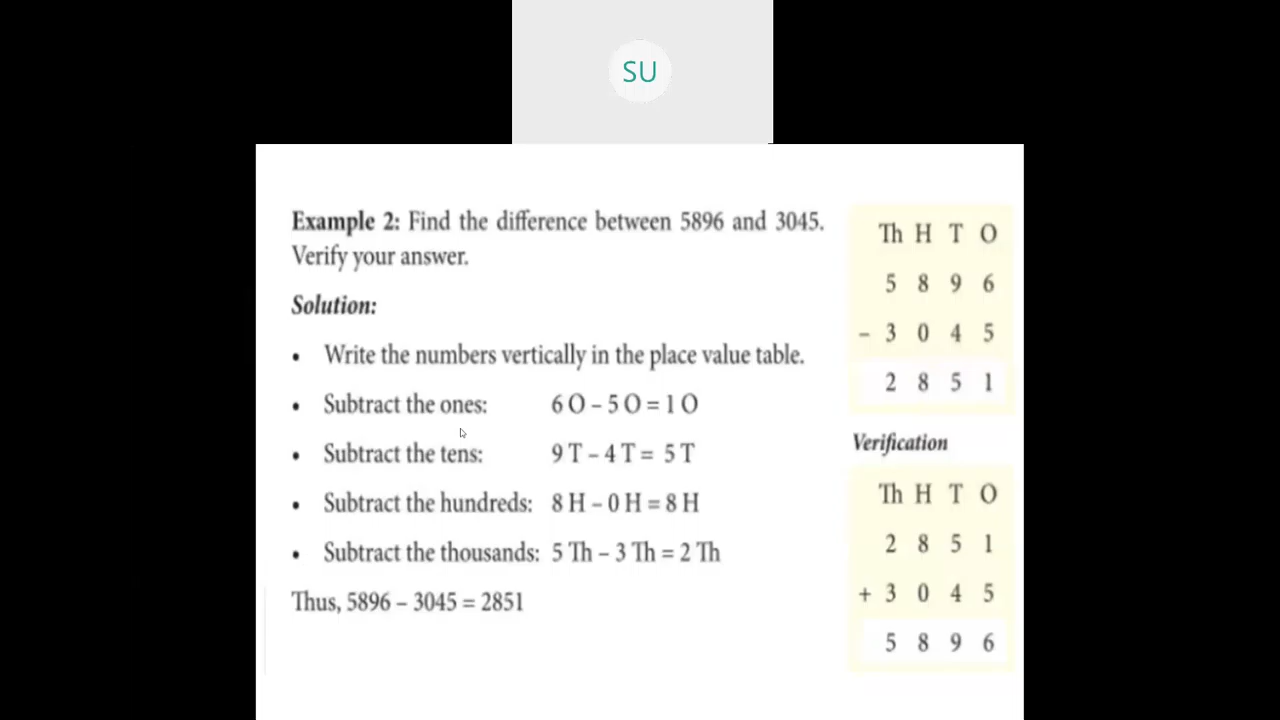 SU
Example 2: Find the difference between 5896 and 3045.
Verify your answer.
Solution:
• Write the numbers vertically in the place value table.
• Subtract the ones: 6 O – 5 O = 1 O
• Subtract the tens: 9 T – 4 T = 5 T
• Subtract the hundreds: 8 H – 0 H = 8 H
• Subtract the thousands: 5 Th – 3 Th = 2 Th
Thus, 5896 – 3045 = 2851
Th H T O
5 8 9 6
– 3 0 4 5
2 8 5 1
Verification
Th H T O
2 8 5 1
+ 3 0 4 5
5 8 9 6